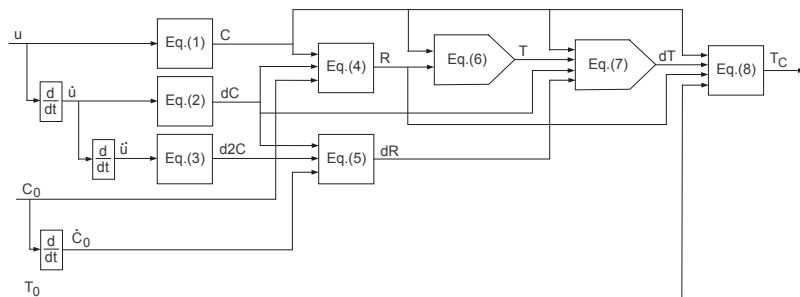 u
Eq.(1)
C
Eq.(4)
R
Eq.(6)
T
Eq.(7)
dT
Eq.(8)
T_C
d/dt
u̇
Eq.(2)
dC
d/dt
ü
Eq.(3)
d2C
Eq.(5)
dR
C_0
d/dt
Ċ_0
T_0